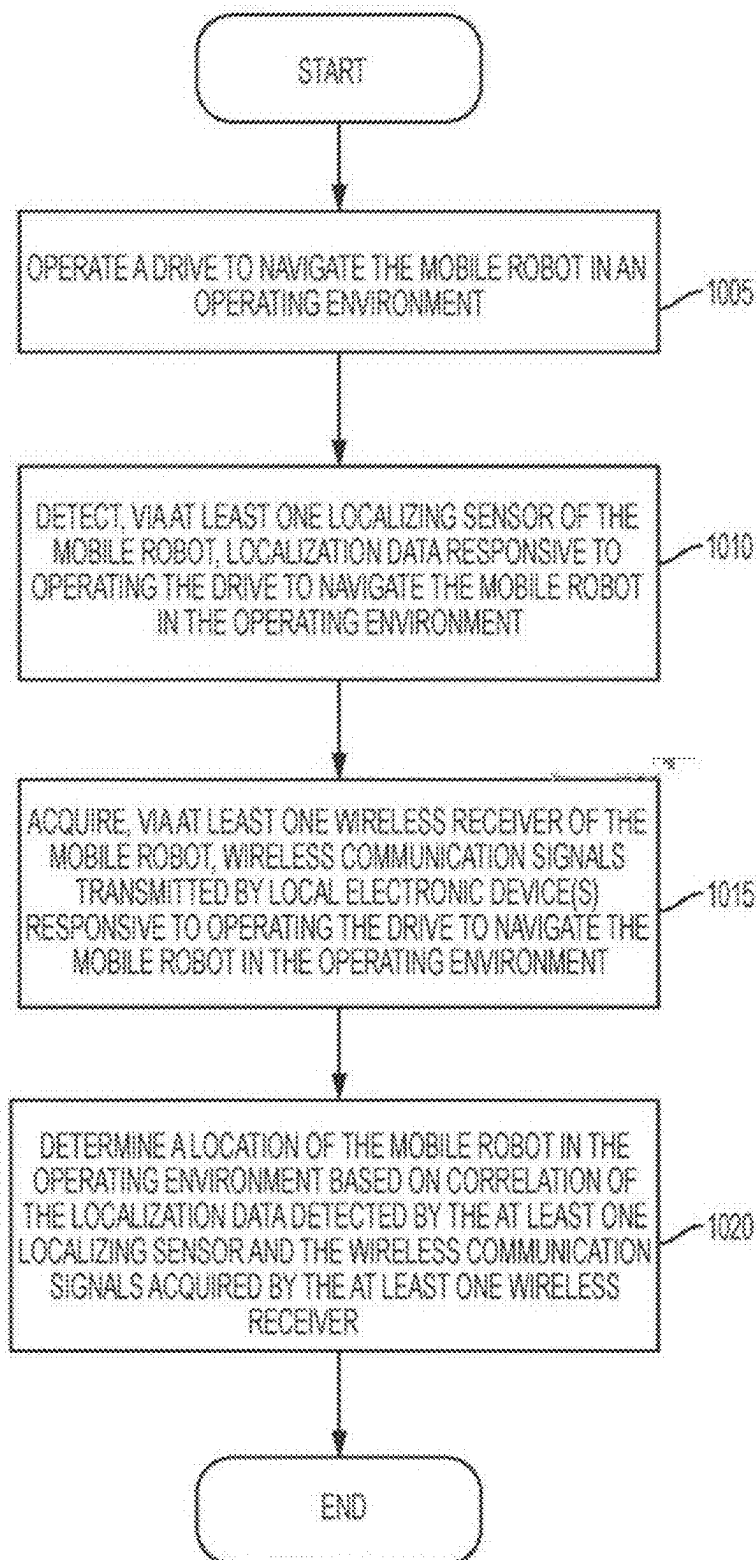 START
OPERATE A DRIVE TO NAVIGATE THE MOBILE ROBOT IN AN
OPERATING ENVIRONMENT
1005
DETECT, VIA AT LEAST ONE LOCALIZING SENSOR OF THE
MOBILE ROBOT, LOCALIZATION DATA RESPONSIVE TO
OPERATING THE DRIVE TO NAVIGATE THE MOBILE ROBOT
IN THE OPERATING ENVIRONMENT
1010
ACQUIRE, VIA AT LEAST ONE WIRELESS RECEIVER OF THE
MOBILE ROBOT, WIRELESS COMMUNICATION SIGNALS
TRANSMITTED BY LOCAL ELECTRONIC DEVICE(S)
RESPONSIVE TO OPERATING THE DRIVE TO NAVIGATE THE
MOBILE ROBOT IN THE OPERATING ENVIRONMENT
1015
DETERMINE A LOCATION OF THE MOBILE ROBOT IN THE
OPERATING ENVIRONMENT BASED ON CORRELATION OF
THE LOCALIZATION DATA DETECTED BY THE AT LEAST ONE
LOCALIZING SENSOR AND THE WIRELESS COMMUNICATION
SIGNALS ACQUIRED BY THE AT LEAST ONE WIRELESS
RECEIVER
1020
END